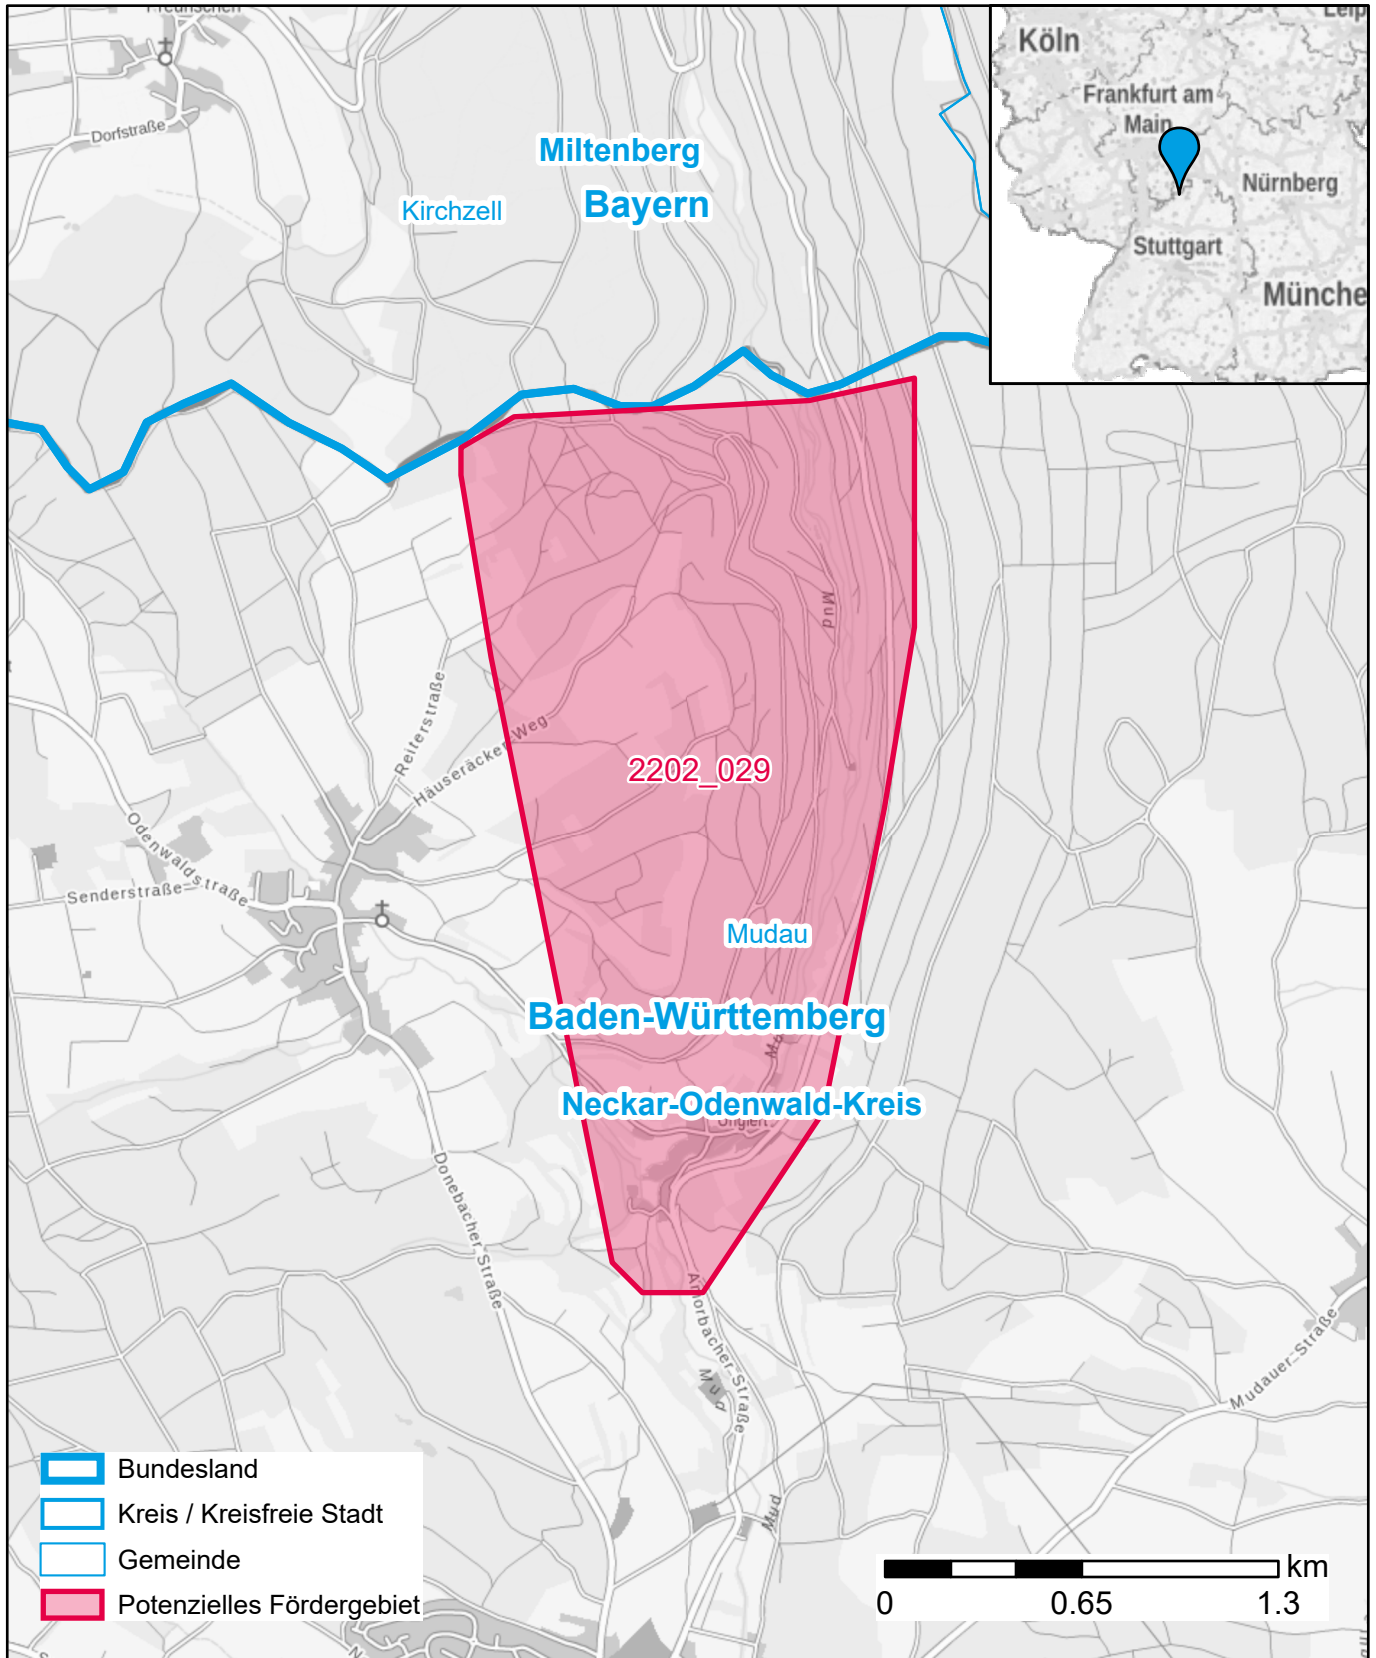 Preunschen
Dorfstraße
Miltenberg
Bayern
Kirchzell
Köln
Frankfurt am
Main
Nürnberg
Stuttgart
Mud
Reiterstraße
Häuseräcker-Weg
2202_029
Odenwaldstraße
Senderstraße
Mudau
Baden-Württemberg
Neckar-Odenwald-Kreis
Donebacher-Straße
Amorbacher-Straße
Mud
Mudauer-Straße
Mud
Bundesland
Kreis / Kreisfreie Stadt
Gemeinde
Potenzielles Fördergebiet
km
0 0.65 1.3